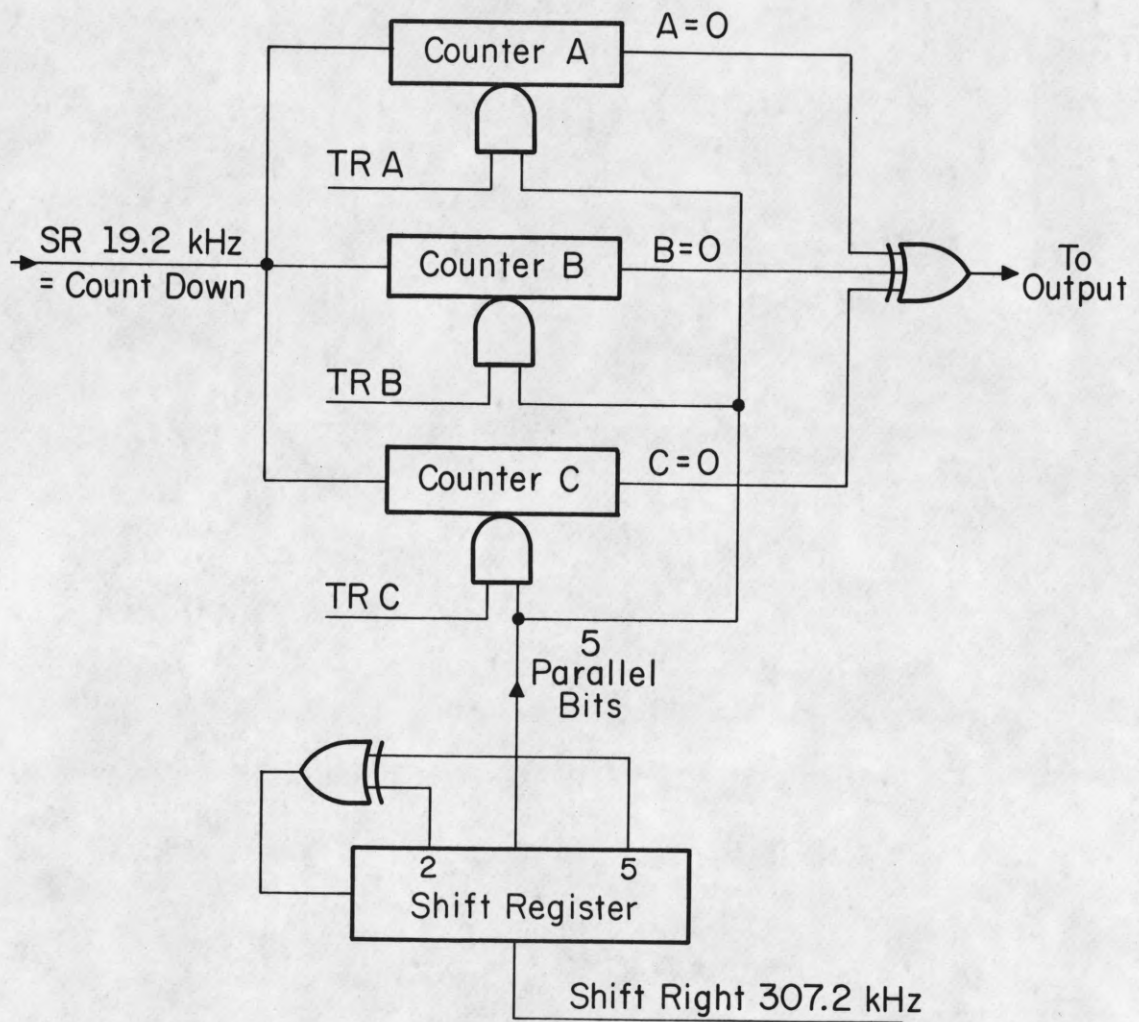 Counter A
A=0
TR A
SR 19.2 kHz
= Count Down
Counter B
B=0
To
Output
TR B
Counter C
C=0
TR C
5
Parallel
Bits
2
5
Shift Register
Shift Right 307.2 kHz